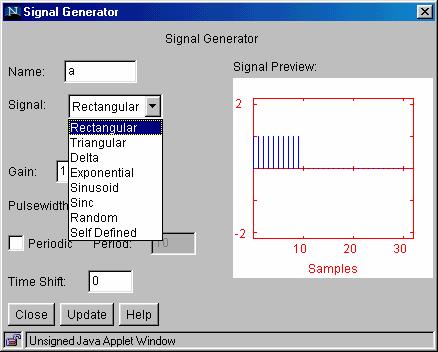 Signal Generator
Signal Generator
Name: a
Signal: Rectangular
Rectangular
Triangular
Delta
Exponential
Sinusoid
Sinc
Random
Self Defined
Gain: 1
Pulsewidth
Periodic Period: 10
Time Shift: 0
Signal Preview:
2
0
-2
10 20 30
Samples
Close Update Help
Unsigned Java Applet Window